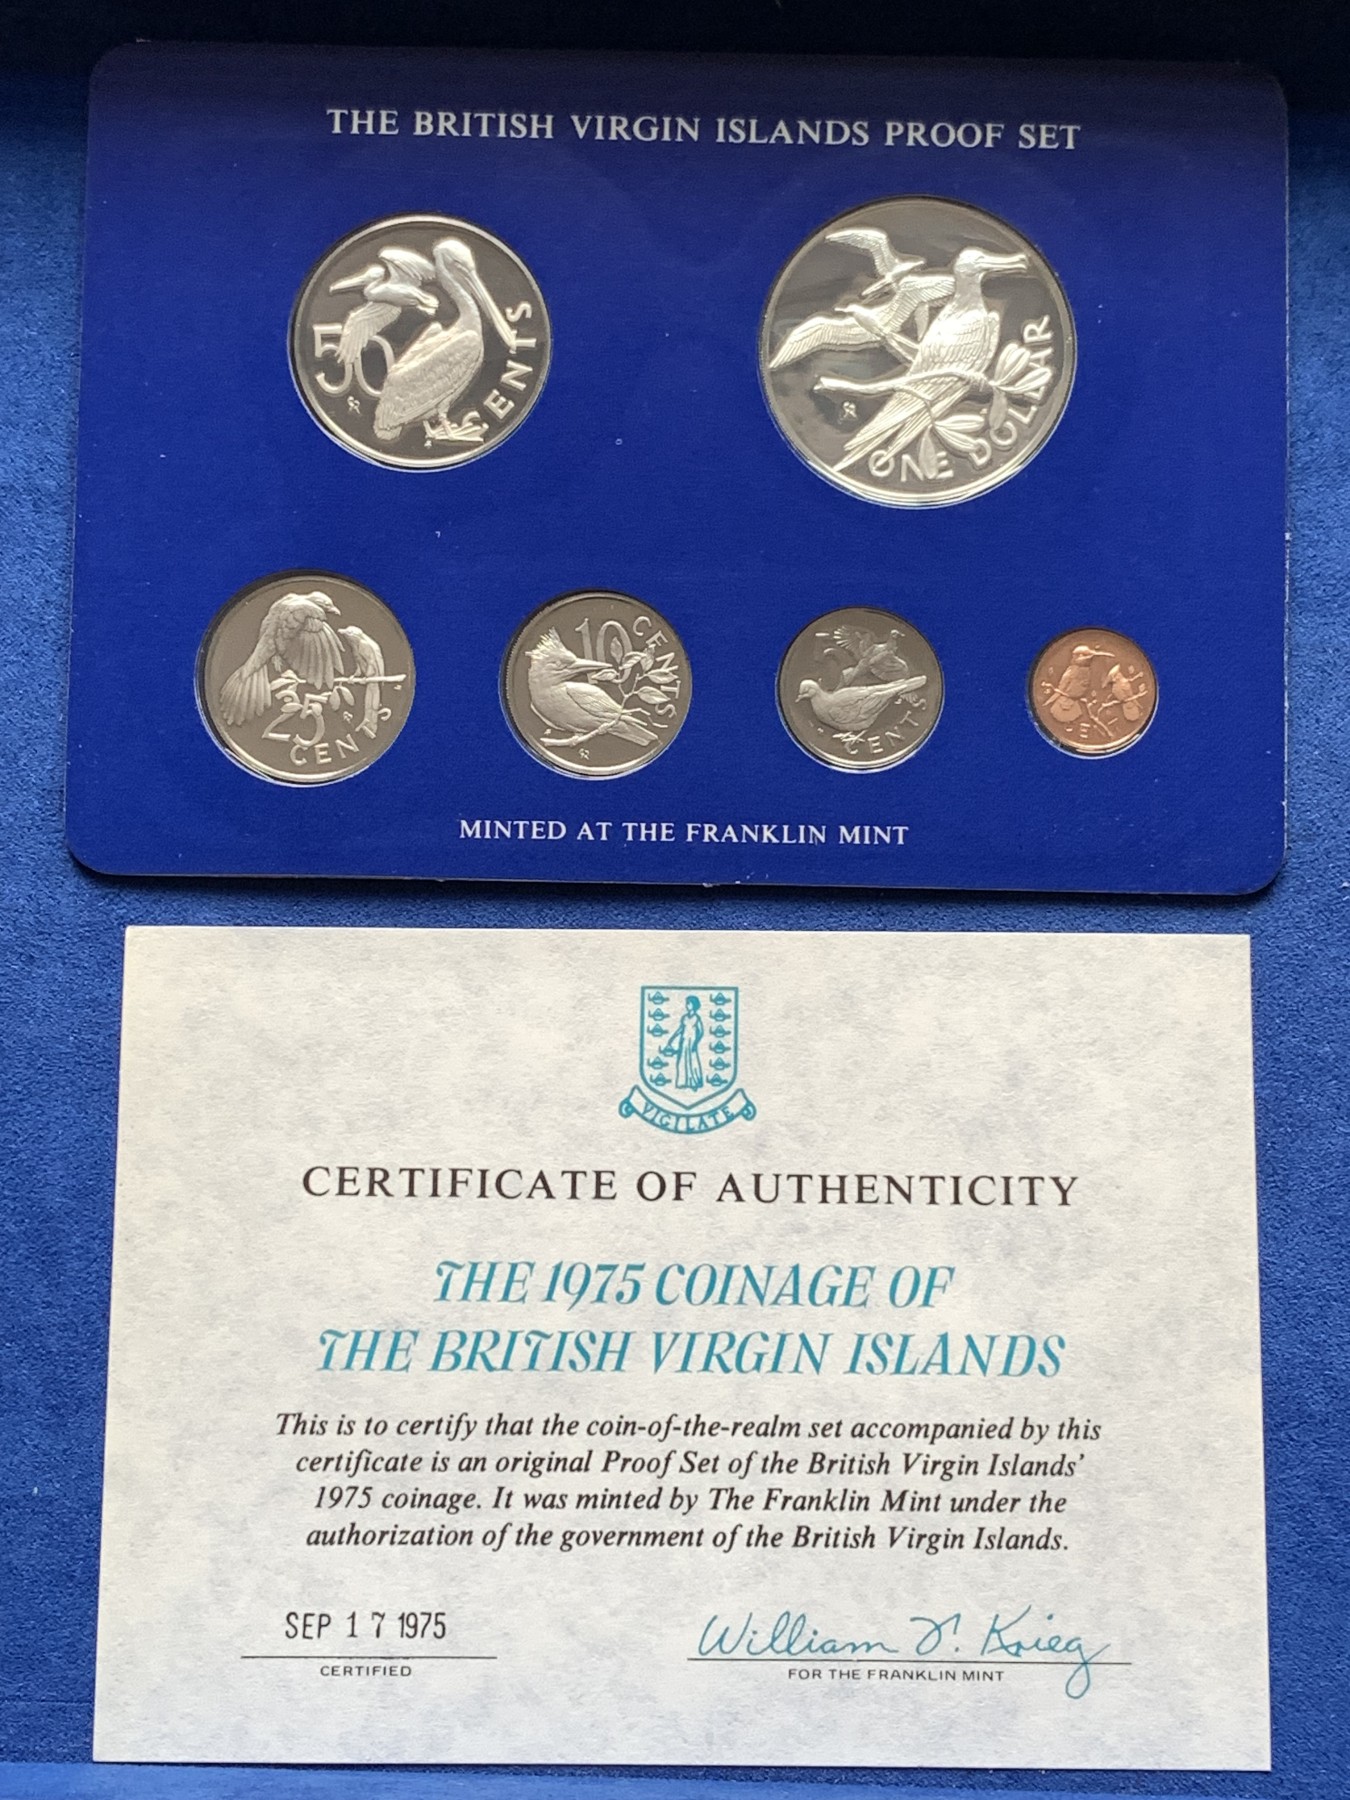 THE BRITISH VIRGIN ISLANDS PROOF SET
50 CENTS
ONE DOLLAR
25 CENTS
10 CENTS
5 CENTS
CENT
MINTED AT THE FRANKLIN MINT
VIGILATE
CERTIFICATE OF AUTHENTICITY
THE 1975 COINAGE OF
THE BRITISH VIRGIN ISLANDS
This is to certify that the coin-of-the-realm set accompanied by this
certificate is an original Proof Set of the British Virgin Islands'
1975 coinage. It was minted by The Franklin Mint under the
authorization of the government of the British Virgin Islands.
SEP 17 1975
CERTIFIED
William T. Krieg
FOR THE FRANKLIN MINT